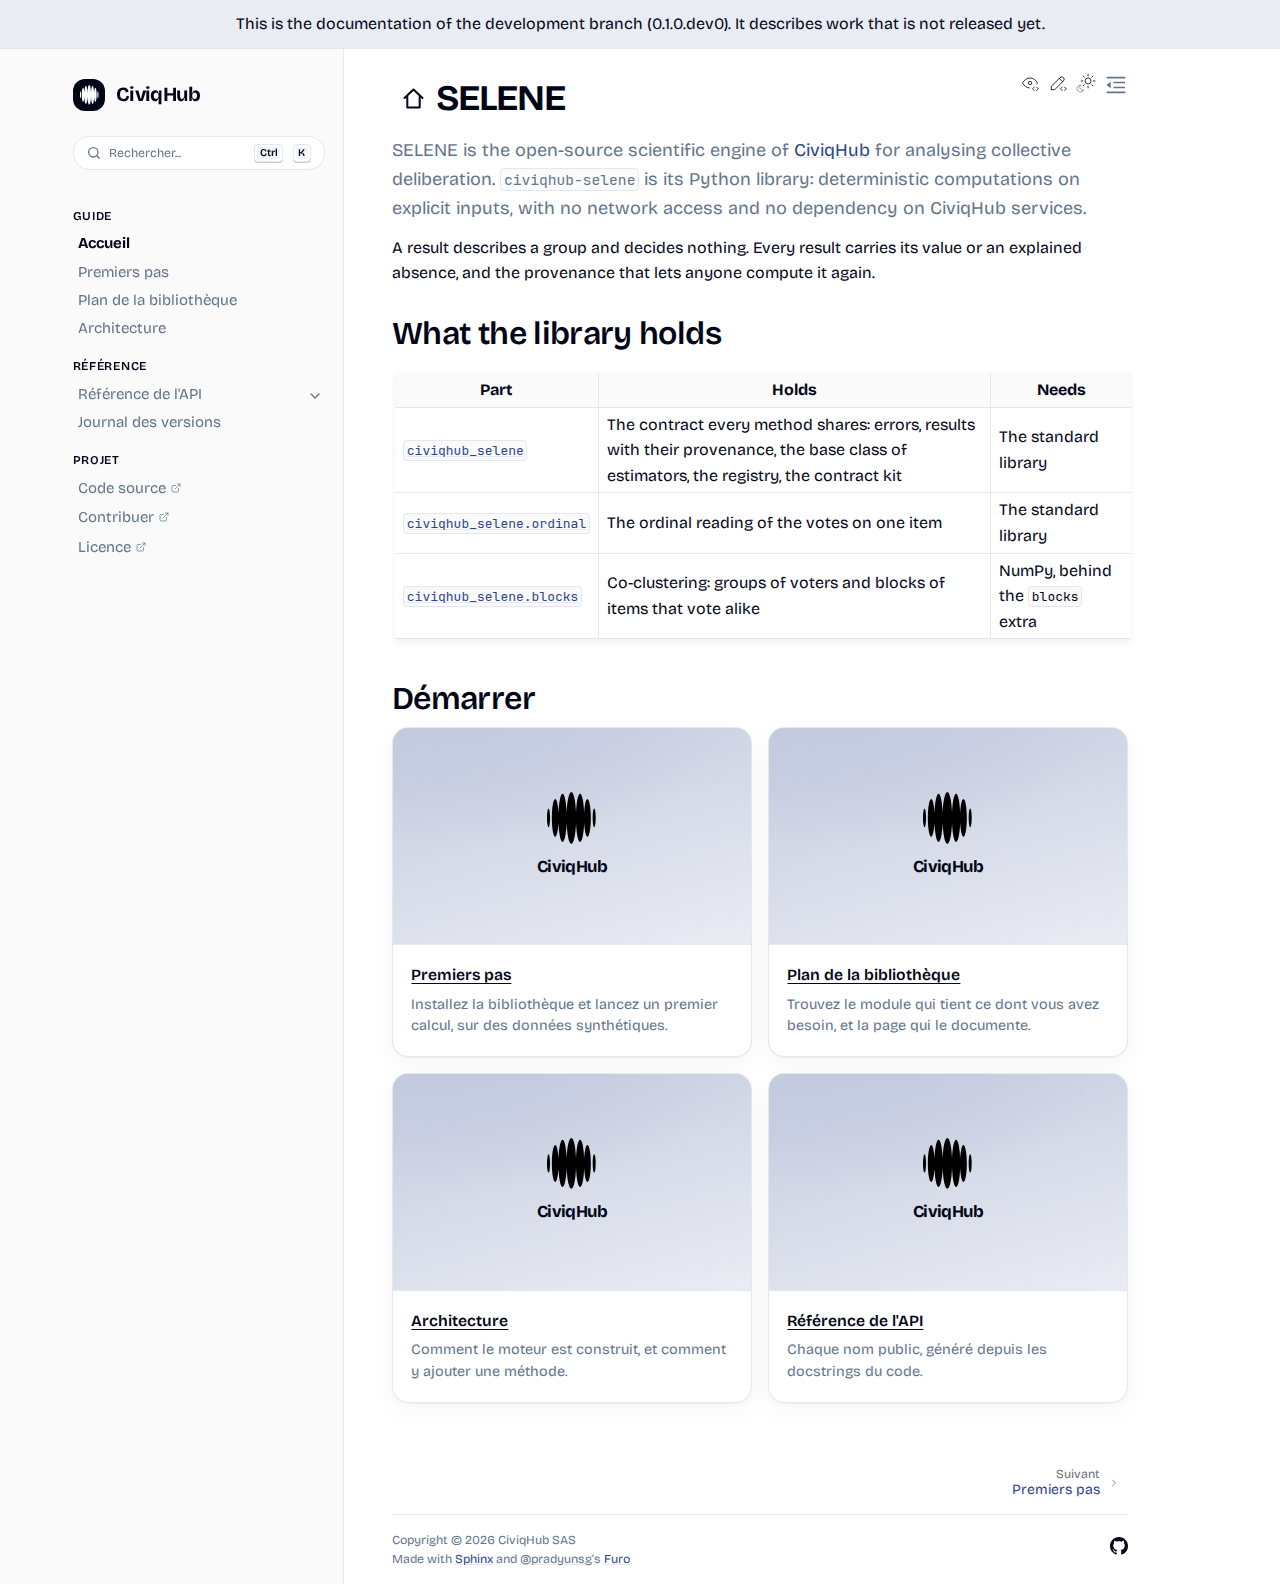 This is the documentation of the development branch (0.1.0.dev0). It describes work that is not released yet.
CiviqHub
Rechercher...
Ctrl
K
GUIDE
Accueil
Premiers pas
Plan de la bibliothèque
Architecture
RÉFÉRENCE
Référence de l'API
Journal des versions
PROJET
Code source
Contribuer
Licence
SELENE
SELENE is the open-source scientific engine of CiviqHub for analysing collective
deliberation. civiqhub-selene is its Python library: deterministic computations on
explicit inputs, with no network access and no dependency on CiviqHub services.
A result describes a group and decides nothing. Every result carries its value or an explained
absence, and the provenance that lets anyone compute it again.
What the library holds
Part
Holds
Needs
civiqhub_selene
The contract every method shares: errors, results
with their provenance, the base class of
estimators, the registry, the contract kit
The standard
library
civiqhub_selene.ordinal
The ordinal reading of the votes on one item
The standard
library
civiqhub_selene.blocks
Co-clustering: groups of voters and blocks of
items that vote alike
NumPy, behind
the blocks
extra
Démarrer
CiviqHub
Premiers pas
Installez la bibliothèque et lancez un premier
calcul, sur des données synthétiques.
CiviqHub
Plan de la bibliothèque
Trouvez le module qui tient ce dont vous avez
besoin, et la page qui le documente.
CiviqHub
Architecture
Comment le moteur est construit, et comment
y ajouter une méthode.
CiviqHub
Référence de l'API
Chaque nom public, généré depuis les
docstrings du code.
Suivant
Premiers pas
Copyright © 2026 CiviqHub SAS
Made with Sphinx and @pradyunsg's Furo